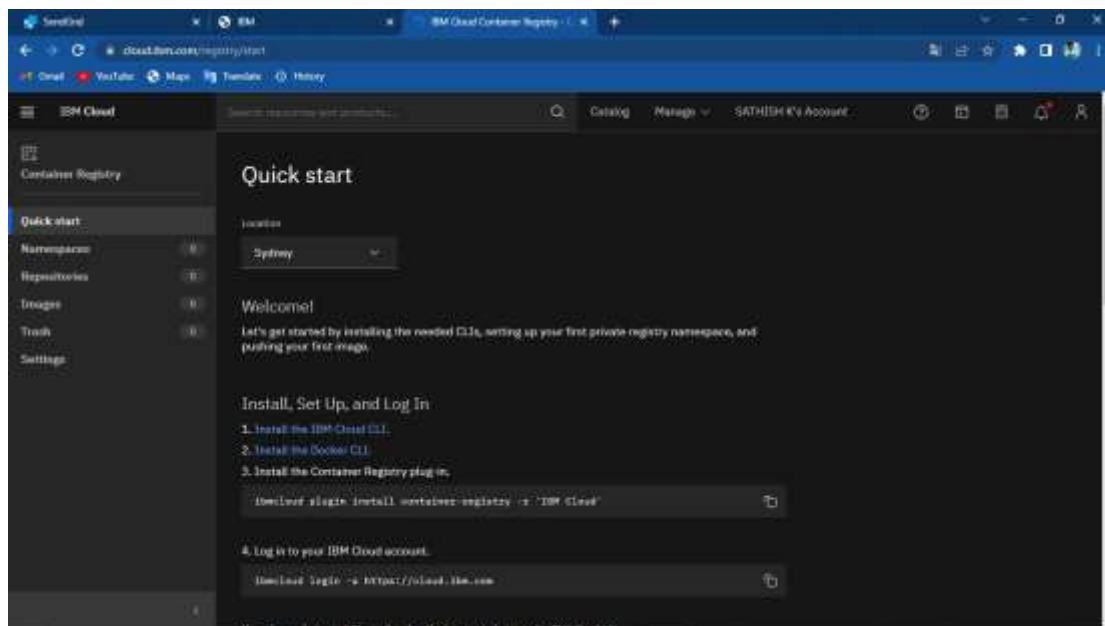 SendGrid
IBM
IBM Cloud Container Registry - C
cloud.ibm.com/registry/start
Gmail
YouTube
Maps
Translate
History
IBM Cloud
Search resources and products...
Catalog
Manage
SATHISH K's Account
Container Registry
Quick start
Namespaces 0
Repositories 0
Images 0
Trash 0
Settings
Quick start
Location
Sydney
Welcome!
Let's get started by installing the needed CLIs, setting up your first private registry namespace, and
pushing your first image.
Install, Set Up, and Log In
1. Install the IBM Cloud CLI.
2. Install the Docker CLI.
3. Install the Container Registry plug-in.
ibmcloud plugin install container-registry -r 'IBM Cloud'
4. Log in to your IBM Cloud account.
ibmcloud login -a https://cloud.ibm.com